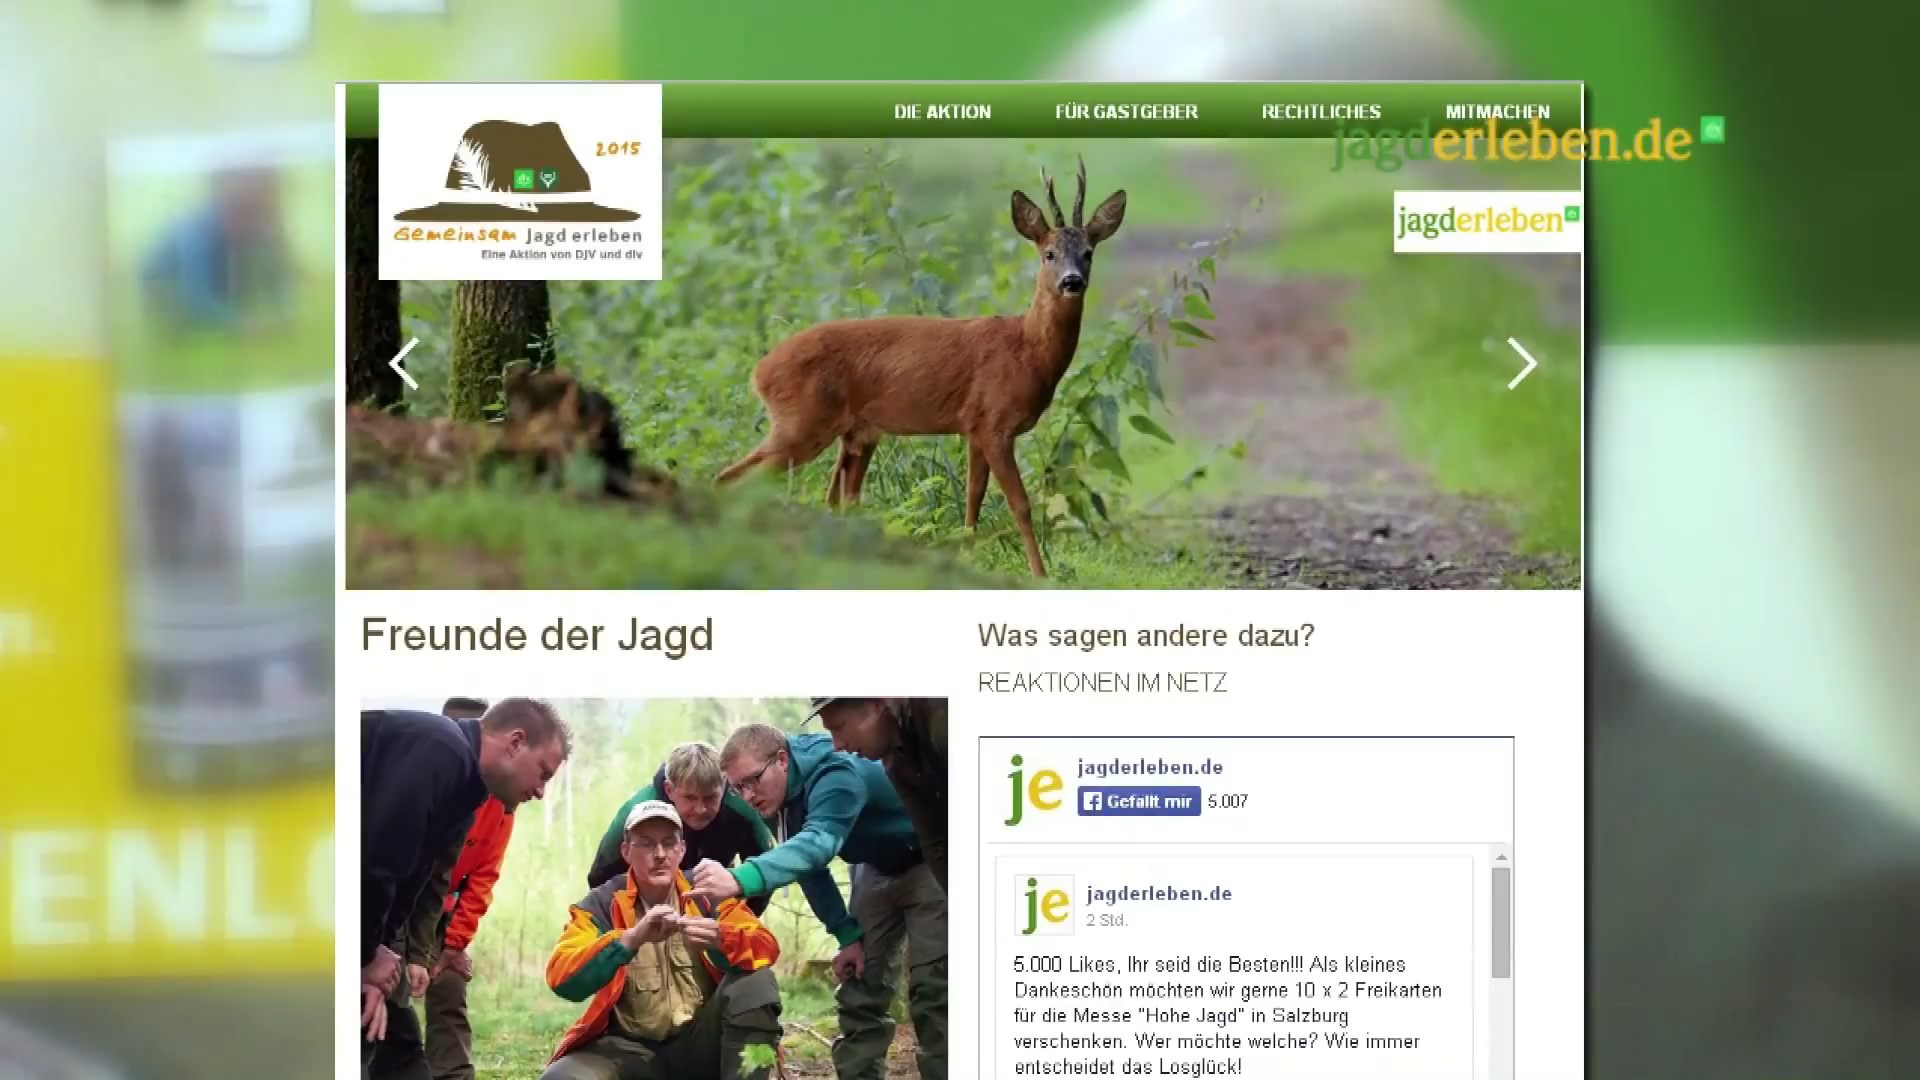 DIE AKTION
FÜR GASTGEBER
RECHTLICHES
MITMACHEN
jagderleben.de
2015
Gemeinsam Jagd erleben
Eine Aktion von DJV und dlv
jagderleben
Freunde der Jagd
Was sagen andere dazu?
REAKTIONEN IM NETZ
je
jagderleben.de
Gefällt mir 5.007
je
jagderleben.de
2 Std.
5.000 Likes, Ihr seid die Besten!!! Als kleines
Dankeschön möchten wir gerne 10 x 2 Freikarten
für die Messe "Hohe Jagd" in Salzburg
verschenken. Wer möchte welche? Wie immer
entscheidet das Losglück!